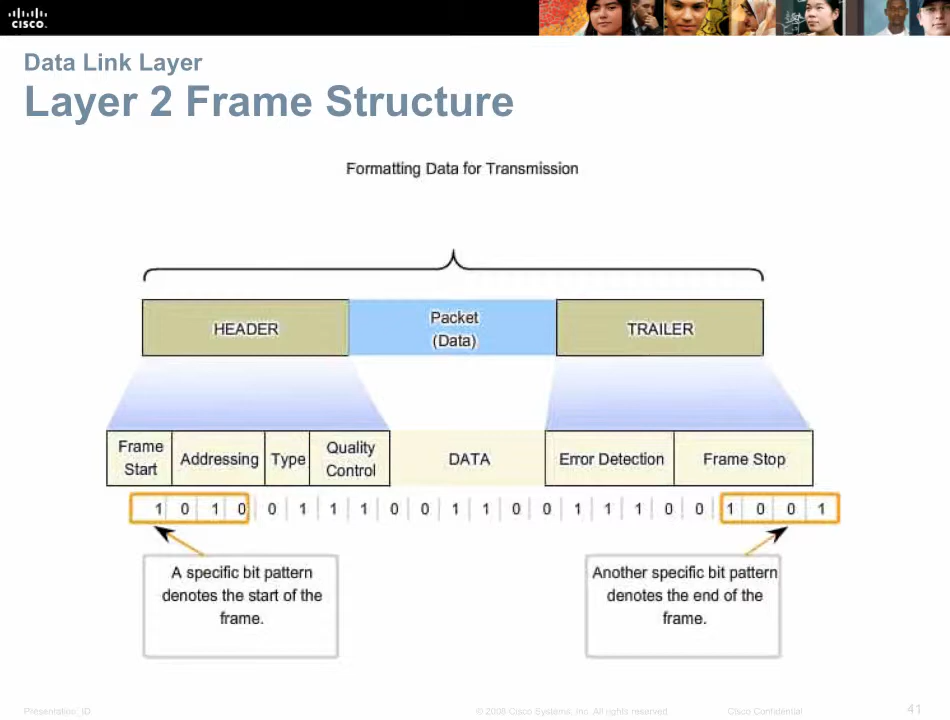 CISCO
Data Link Layer
Layer 2 Frame Structure
Formatting Data for Transmission
HEADER
Packet
(Data)
TRAILER
Frame
Start
Addressing
Type
Quality
Control
DATA
Error Detection
Frame Stop
1 0 1 0 0 1 1 1 0 0 1 1 0 0 1 1 1 0 0 1 0 0 1
A specific bit pattern
denotes the start of the
frame.
Another specific bit pattern
denotes the end of the
frame.
Presentation_ID
© 2008 Cisco Systems, Inc. All rights reserved.
Cisco Confidential
41